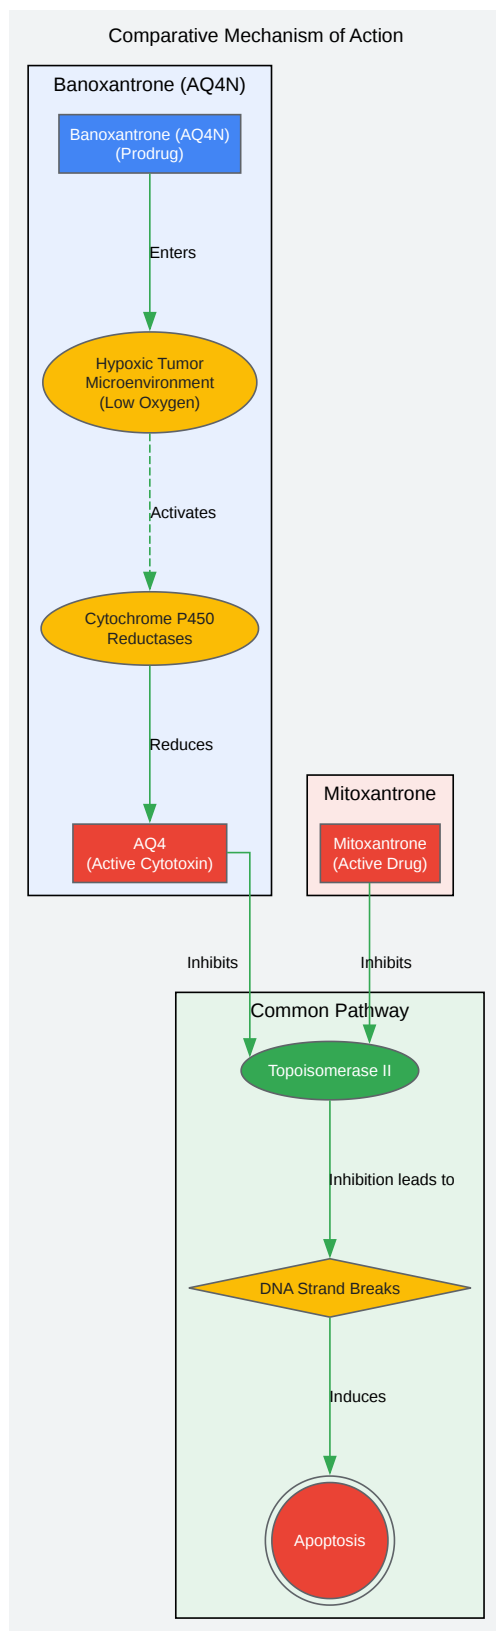 Comparative Mechanism of Action
Banoxantrone (AQ4N)
Banoxantrone (AQ4N)
(Prodrug)
Enters
Hypoxic Tumor
Microenvironment
(Low Oxygen)
Activates
Cytochrome P450
Reductases
Reduces
AQ4
(Active Cytotoxin)
Mitoxantrone
Mitoxantrone
(Active Drug)
Inhibits
Inhibits
Common Pathway
Topoisomerase II
Inhibition leads to
DNA Strand Breaks
Induces
Apoptosis